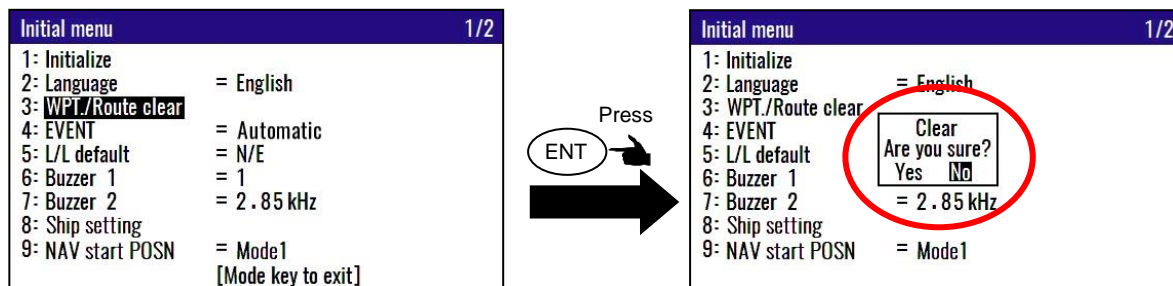 Initial menu 1/2
1: Initialize
2: Language = English
3: WPT./Route clear
4: EVENT = Automatic
5: L/L default = N/E
6: Buzzer 1 = 1
7: Buzzer 2 = 2.85 kHz
8: Ship setting
9: NAV start POSN = Mode1
[Mode key to exit]
Press
ENT
Initial menu 1/2
1: Initialize
2: Language = English
3: WPT./Route clear
4: EVENT
5: L/L default
6: Buzzer 1
7: Buzzer 2 = 2.85 kHz
8: Ship setting
9: NAV start POSN = Mode1
Clear
Are you sure?
Yes No